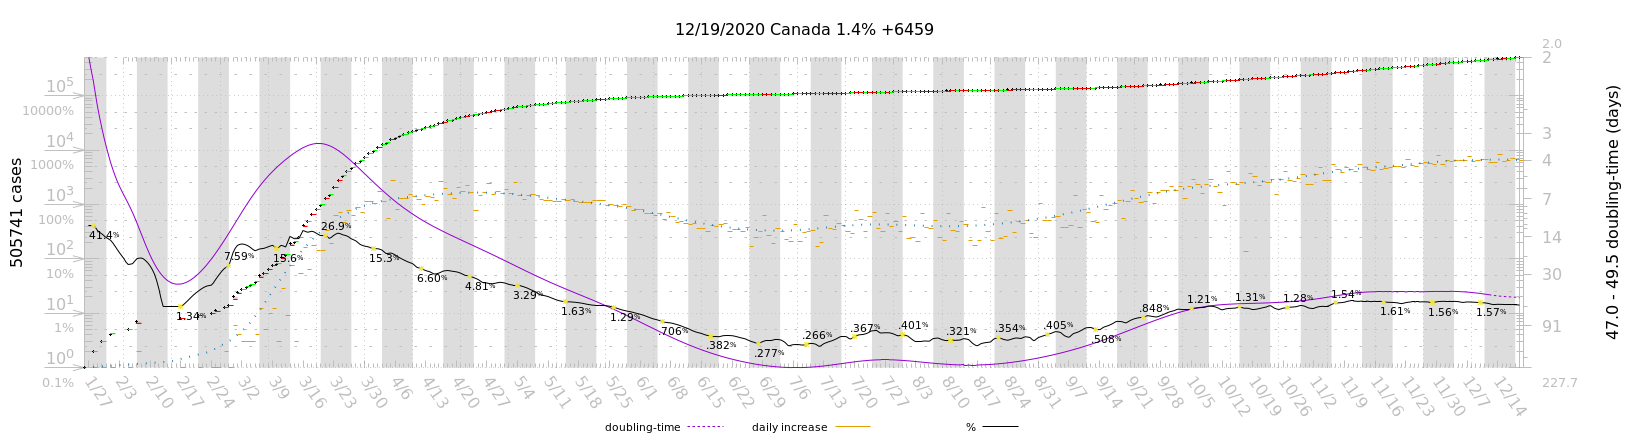 12/19/2020 Canada 1.4% +6459
2.0
10⁵ 2
10000%
10⁴ 3
1000% 4
10³ 7
100%
10² 14
10% 30
10¹
1% 91
10⁰
0.1% 227.7
505741 cases
47.0 - 49.5 doubling-time (days)
41.4% 1.34% 7.59% 15.6% 26.9% 15.3% 6.60% 4.81% 3.29% 1.63% 1.29% .706% .382% .277% .266% .367% .401% .321% .354% .405% .508% .848% 1.21% 1.31% 1.28% 1.54% 1.61% 1.56% 1.57%
1/27 2/3 2/10 2/17 2/24 3/2 3/9 3/16 3/23 3/30 4/6 4/13 4/20 4/27 5/4 5/11 5/18 5/25 6/1 6/8 6/15 6/22 6/29 7/6 7/13 7/20 7/27 8/3 8/10 8/17 8/24 8/31 9/7 9/14 9/21 9/28 10/5 10/12 10/19 10/26 11/2 11/9 11/16 11/23 11/30 12/7 12/14
doubling-time daily increase %